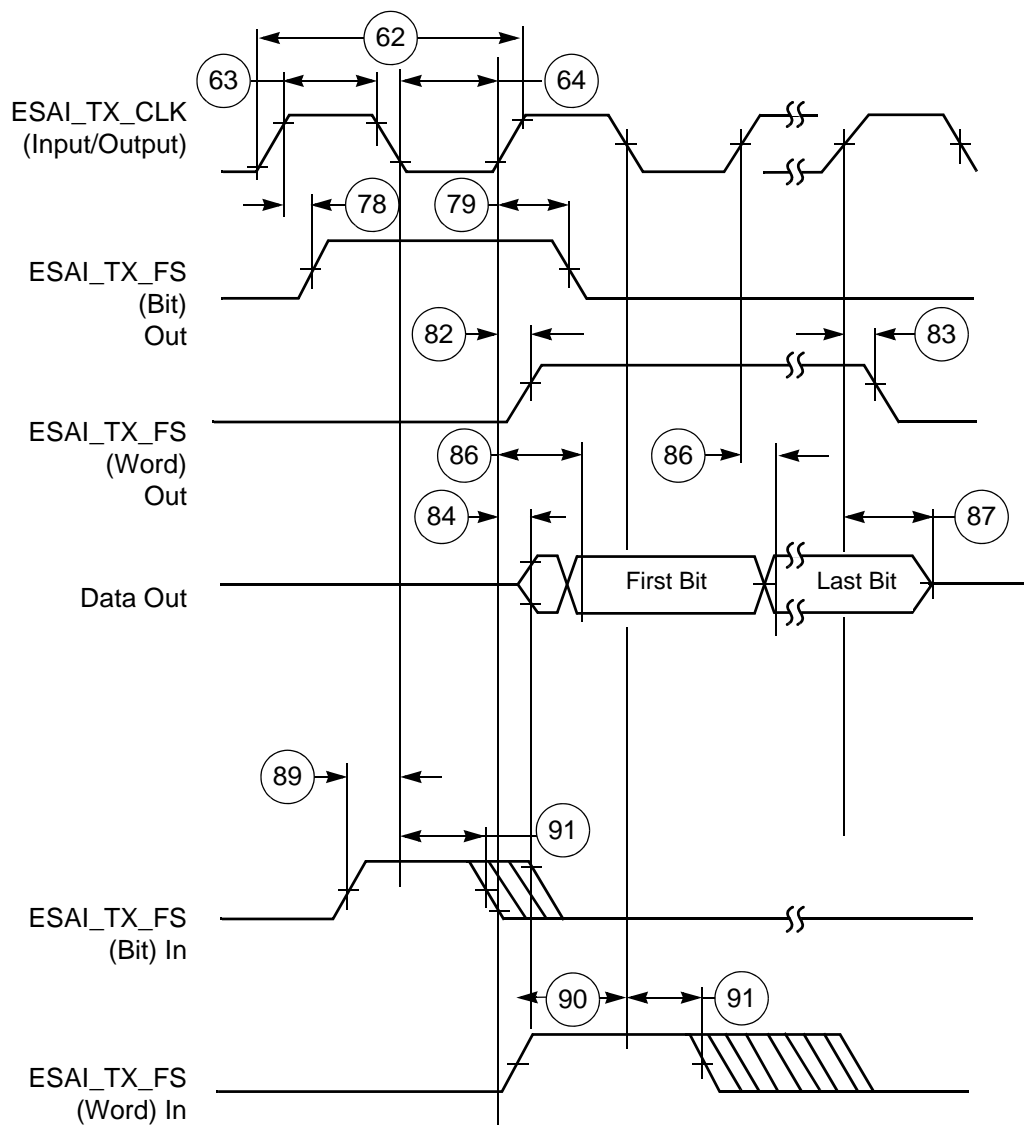 62
63
64
ESAI_TX_CLK
(Input/Output)
78
79
ESAI_TX_FS
(Bit)
Out
82
83
ESAI_TX_FS
(Word)
Out
86
86
84
87
Data Out
First Bit
Last Bit
89
91
ESAI_TX_FS
(Bit) In
90
91
ESAI_TX_FS
(Word) In